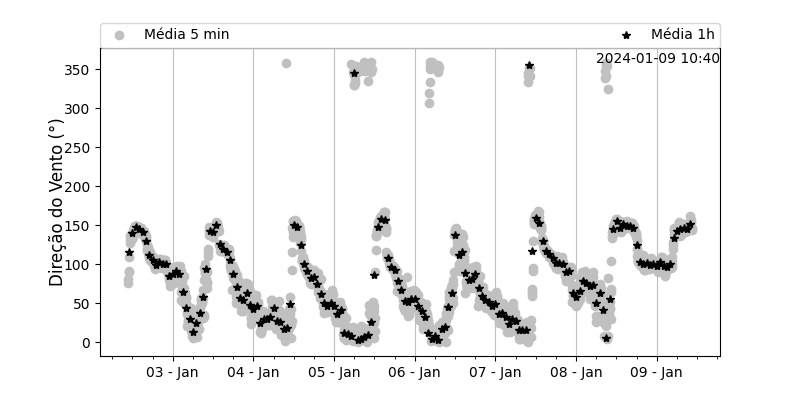 Média 5 min
Média 1h
2024-01-09 10:40
Direção do Vento (°)
350
300
250
200
150
100
50
0
03 - Jan
04 - Jan
05 - Jan
06 - Jan
07 - Jan
08 - Jan
09 - Jan